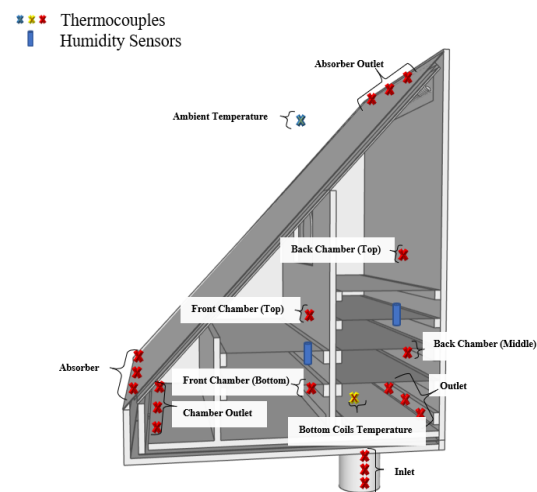 Thermocouples
Humidity Sensors
Absorber Outlet
Ambient Temperature
Back Chamber (Top)
Front Chamber (Top)
Back Chamber (Middle)
Absorber
Front Chamber (Bottom)
Outlet
Chamber Outlet
Bottom Coils Temperature
Inlet